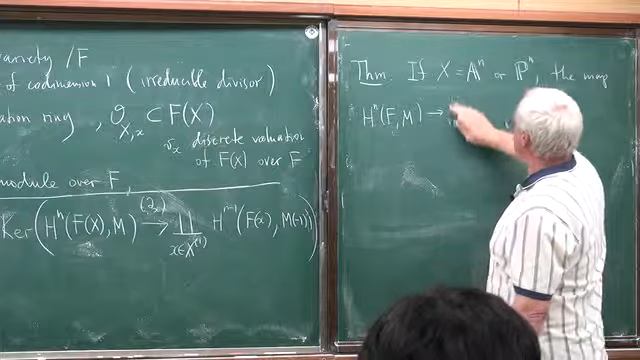 variety /F
of codimension 1 (irreducible divisor)
ation ring, O_{X,x} ⊂ F(X)
v_x discrete valuation
of F(X) over F
module over F,
Ker(H^n(F(X), M) →^{(∂_x)} ∐_{x∈X^{(1)}} H^{n-1}(F(x), M(-1)))
Thm. If X = A^n or P^n, the map
H^n(F, M) →